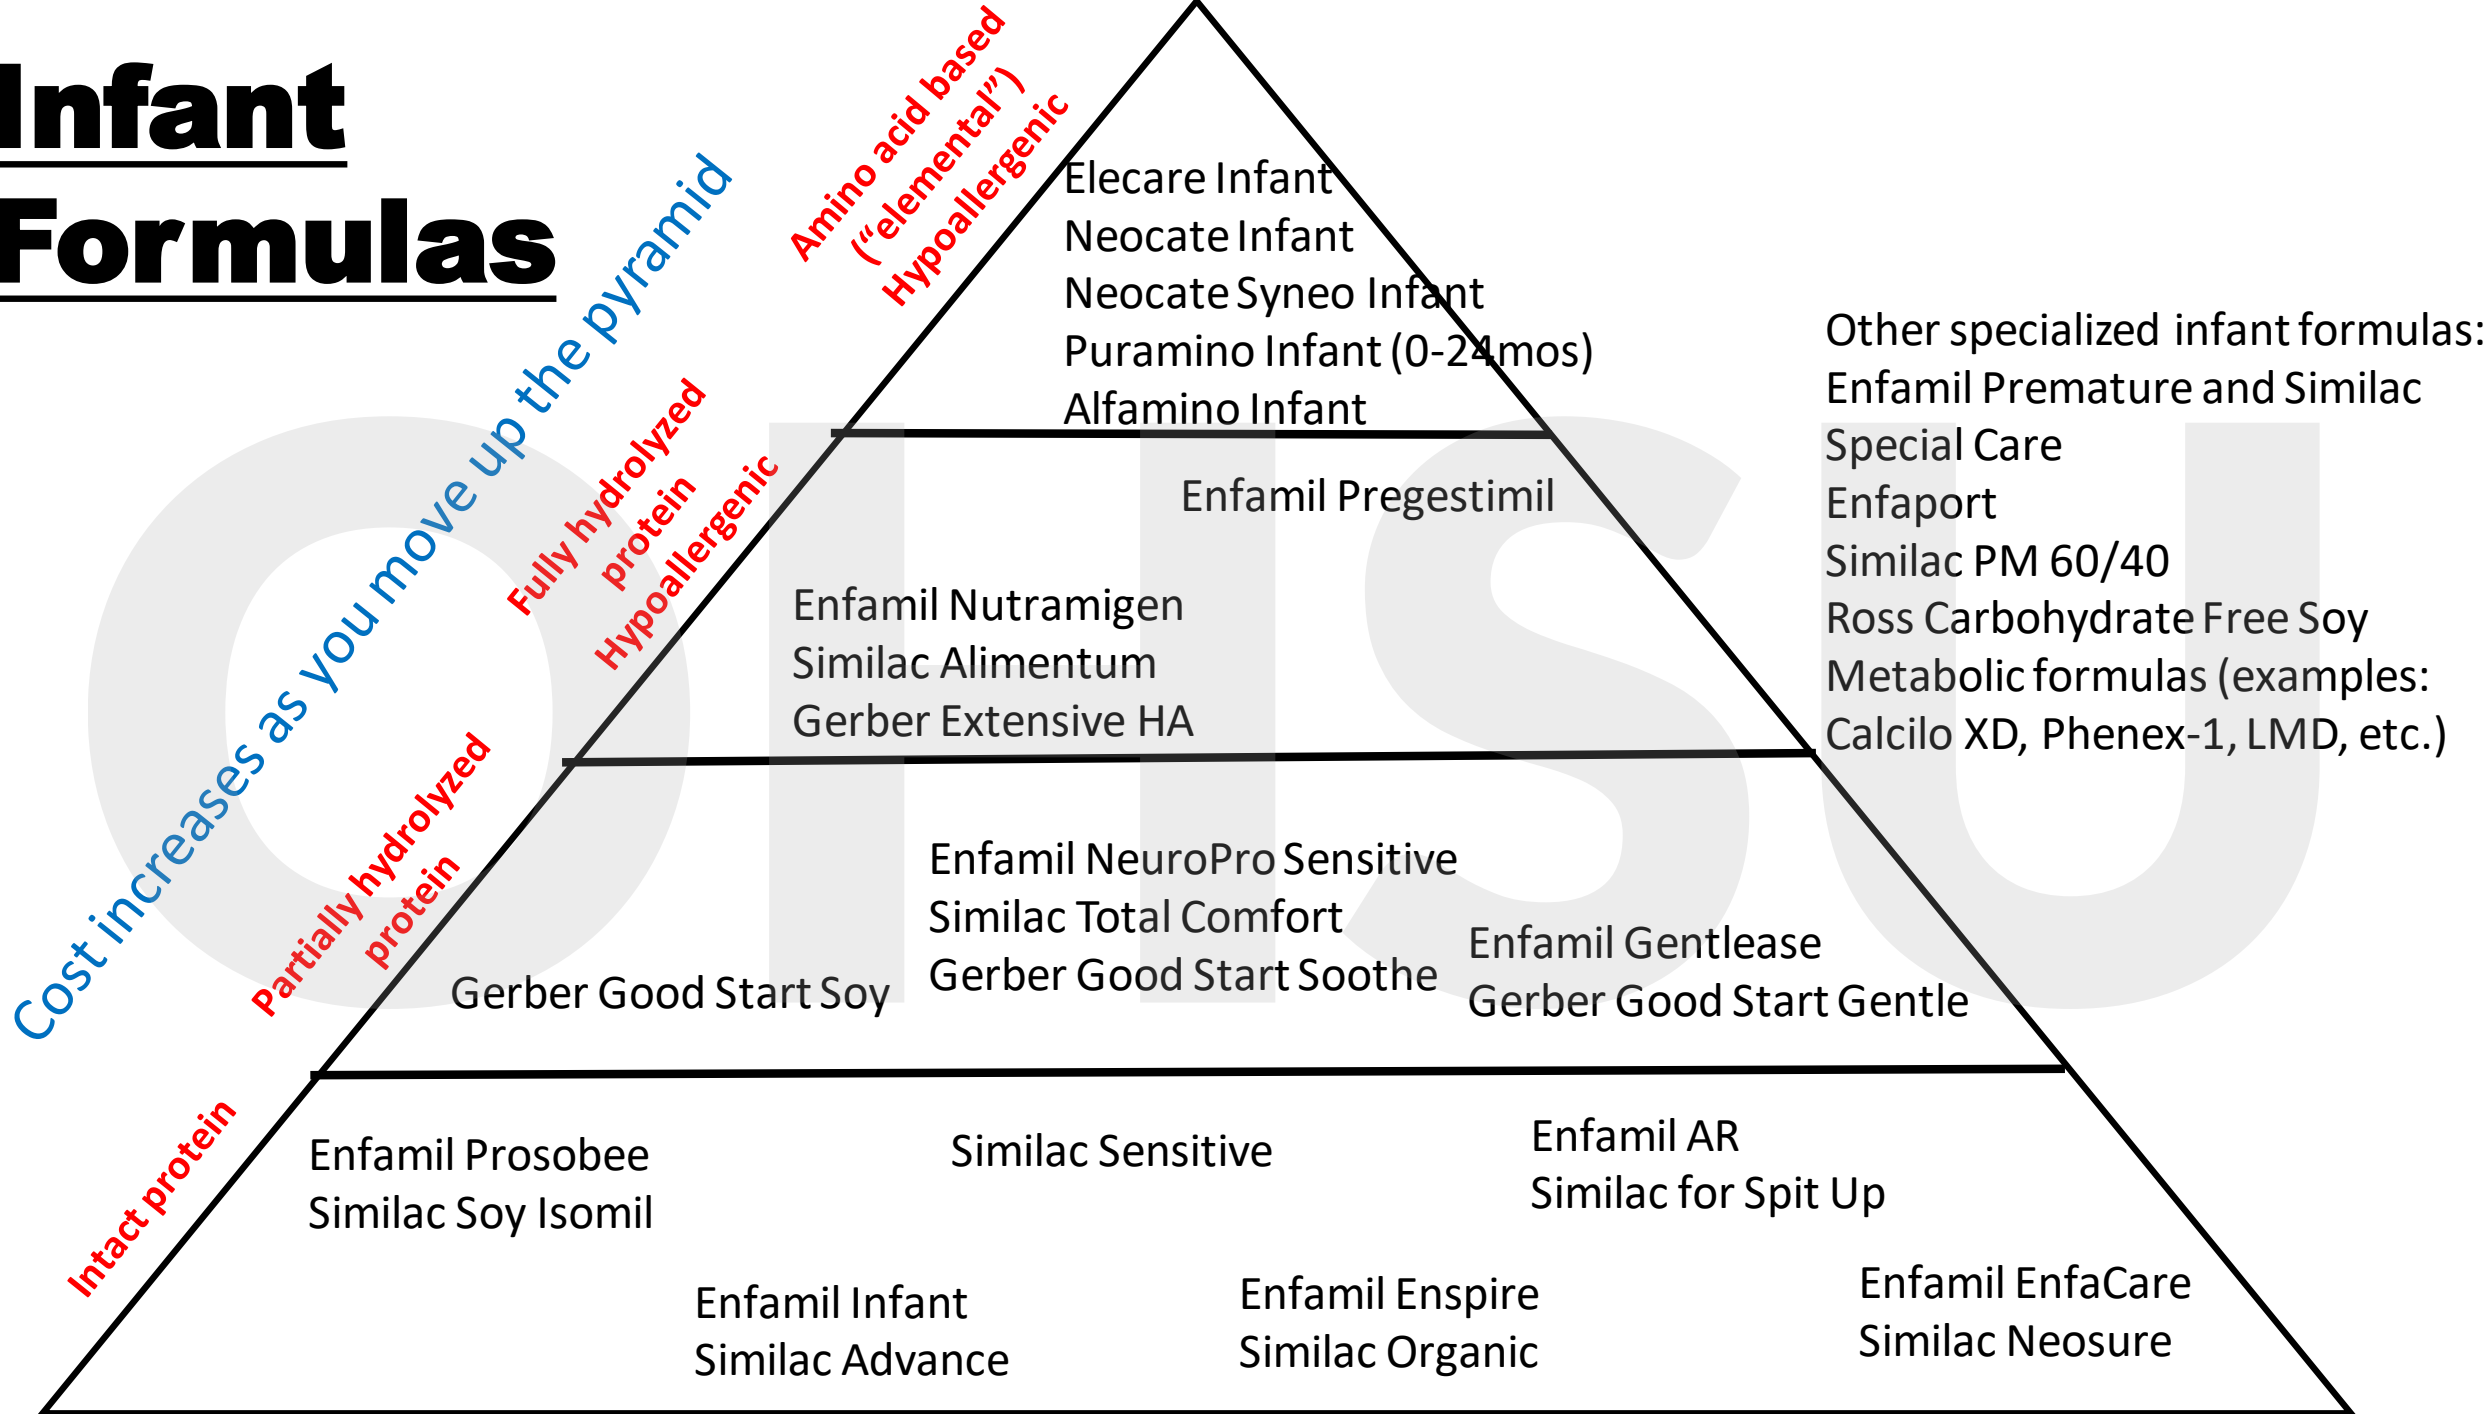 Infant
Formulas
Cost increases as you move up the pyramid
Amino acid based
(“elemental”)
Hypoallergenic
Elecare Infant
Neocate Infant
Neocate Syneo Infant
Puramino Infant (0-24mos)
Alfamino Infant
Fully hydrolyzed
protein
Hypoallergenic
Enfamil Pregestimil
Enfamil Nutramigen
Similac Alimentum
Gerber Extensive HA
Partially hydrolyzed
protein
Gerber Good Start Soy
Enfamil NeuroPro Sensitive
Similac Total Comfort
Gerber Good Start Soothe
Enfamil Gentlease
Gerber Good Start Gentle
Intact protein
Enfamil Prosobee
Similac Soy Isomil
Similac Sensitive
Enfamil AR
Similac for Spit Up
Enfamil Infant
Similac Advance
Enfamil Enspire
Similac Organic
Enfamil EnfaCare
Similac Neosure
Other specialized infant formulas:
Enfamil Premature and Similac
Special Care
Enfaport
Similac PM 60/40
Ross Carbohydrate Free Soy
Metabolic formulas (examples:
Calcilo XD, Phenex-1, LMD, etc.)
OHSU